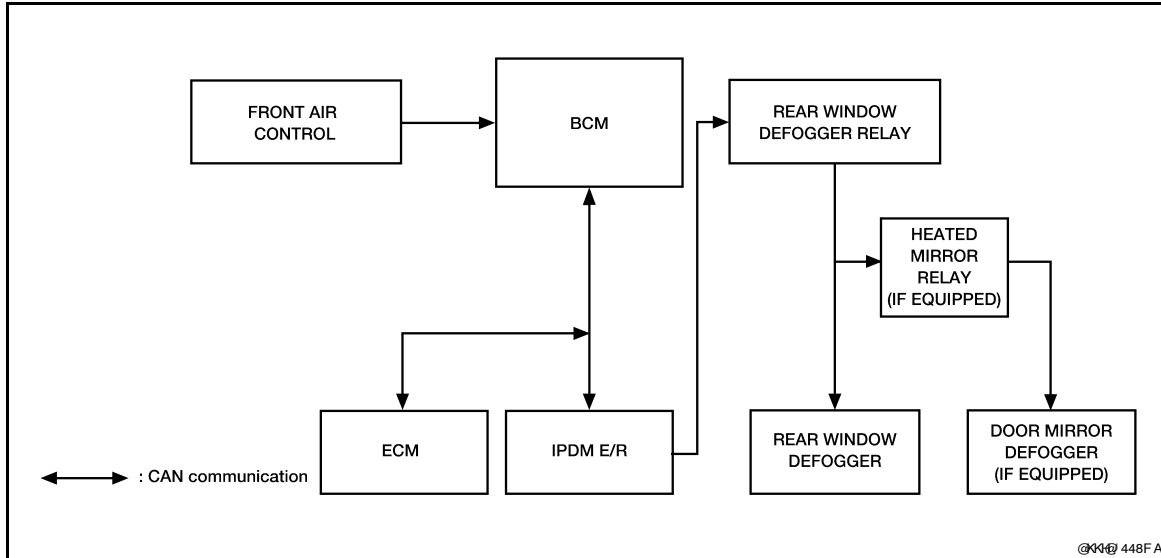 FRONT AIR
CONTROL
BCM
REAR WINDOW
DEFOGGER RELAY
HEATED
MIRROR
RELAY
(IF EQUIPPED)
ECM
IPDM E/R
REAR WINDOW
DEFOGGER
DOOR MIRROR
DEFOGGER
(IF EQUIPPED)
: CAN communication
448F A